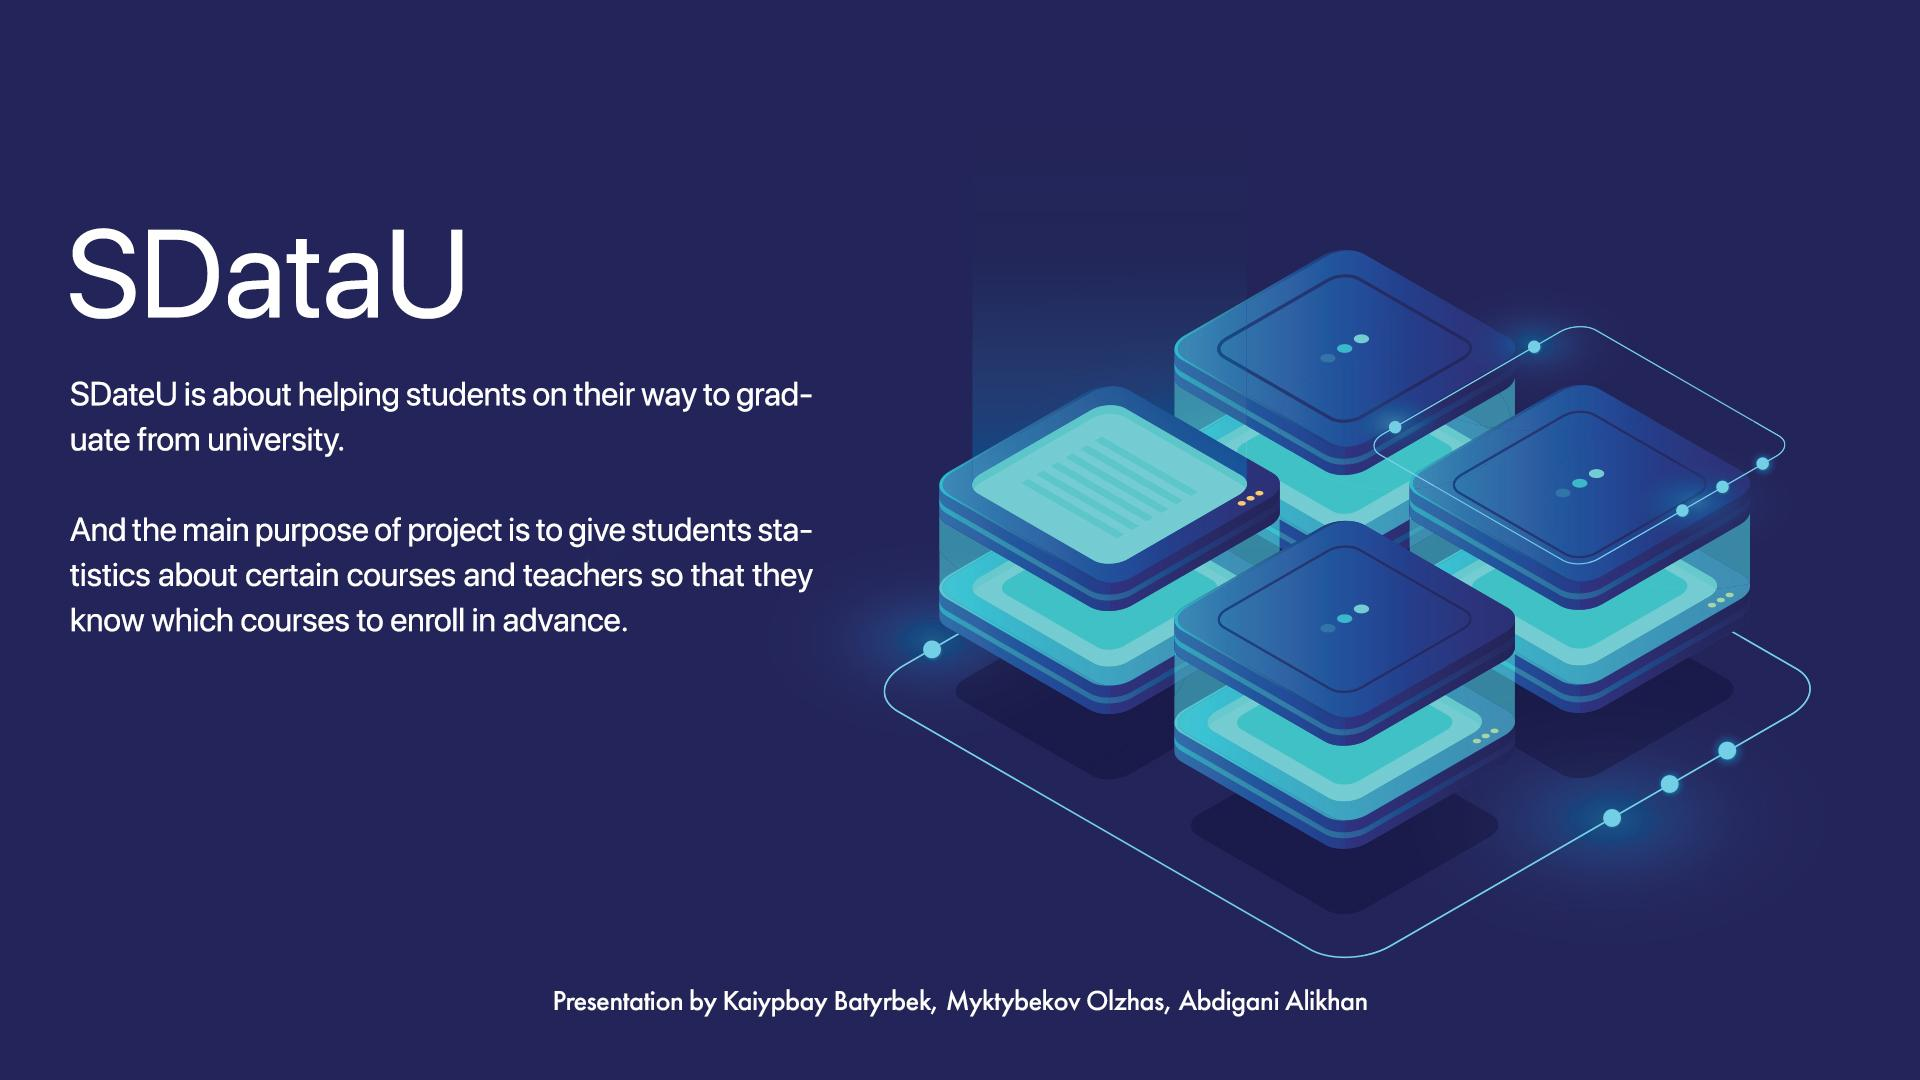 SDataU
SDateU is about helping students on their way to grad-
uate from university.
And the main purpose of project is to give students sta-
tistics about certain courses and teachers so that they
know which courses to enroll in advance.
Presentation by Kaiypbay Batyrbek, Myktybekov Olzhas, Abdigani Alikhan